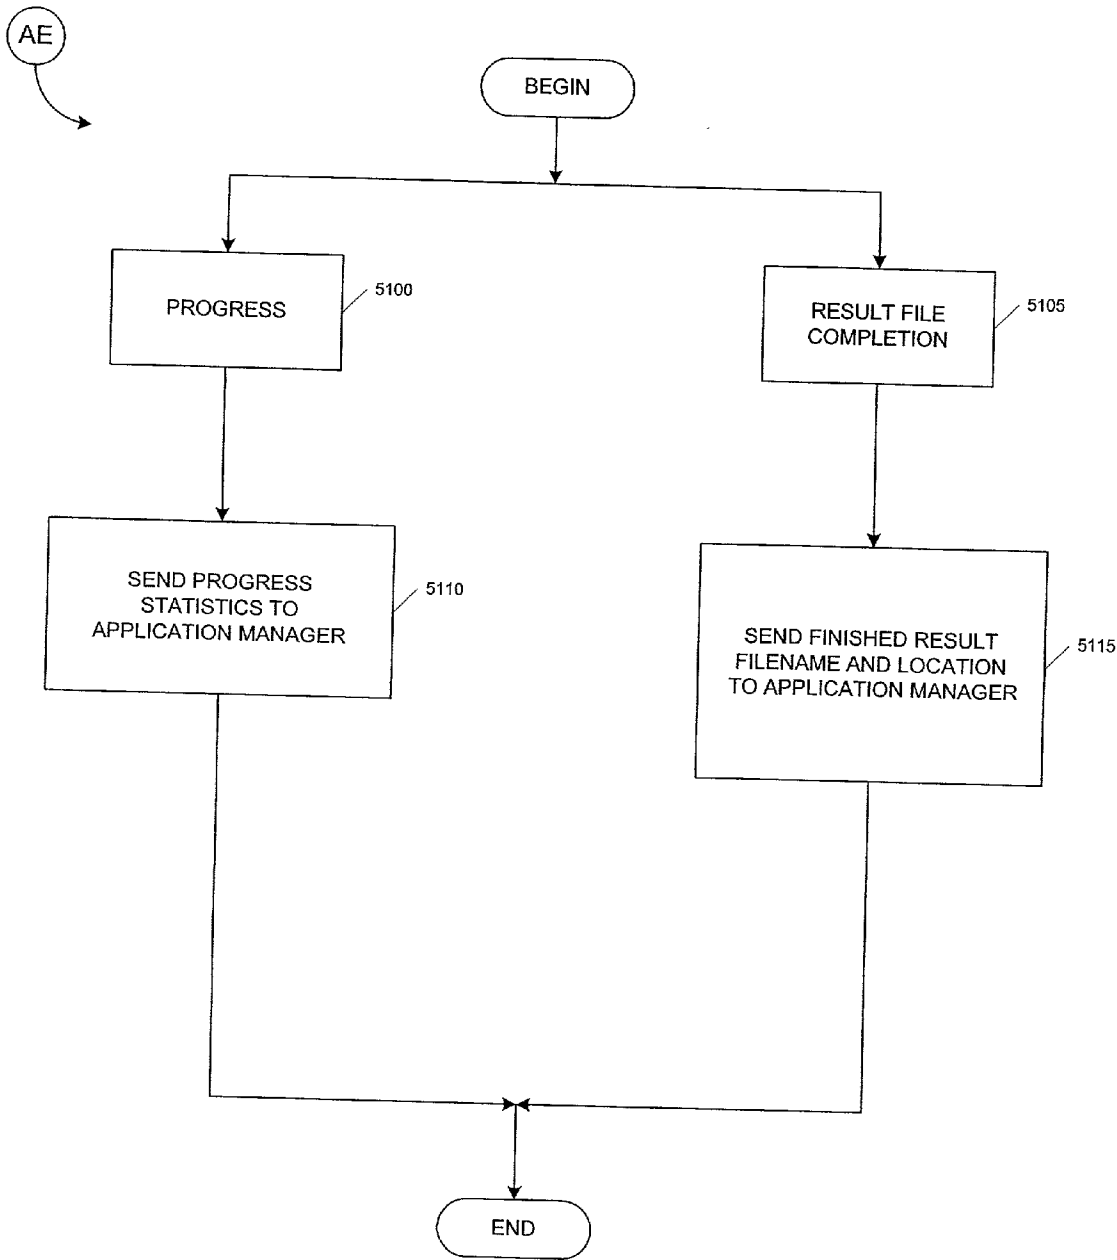 AE
BEGIN
PROGRESS
5100
RESULT FILE
COMPLETION
5105
SEND PROGRESS
STATISTICS TO
APPLICATION MANAGER
5110
SEND FINISHED RESULT
FILENAME AND LOCATION
TO APPLICATION MANAGER
5115
END